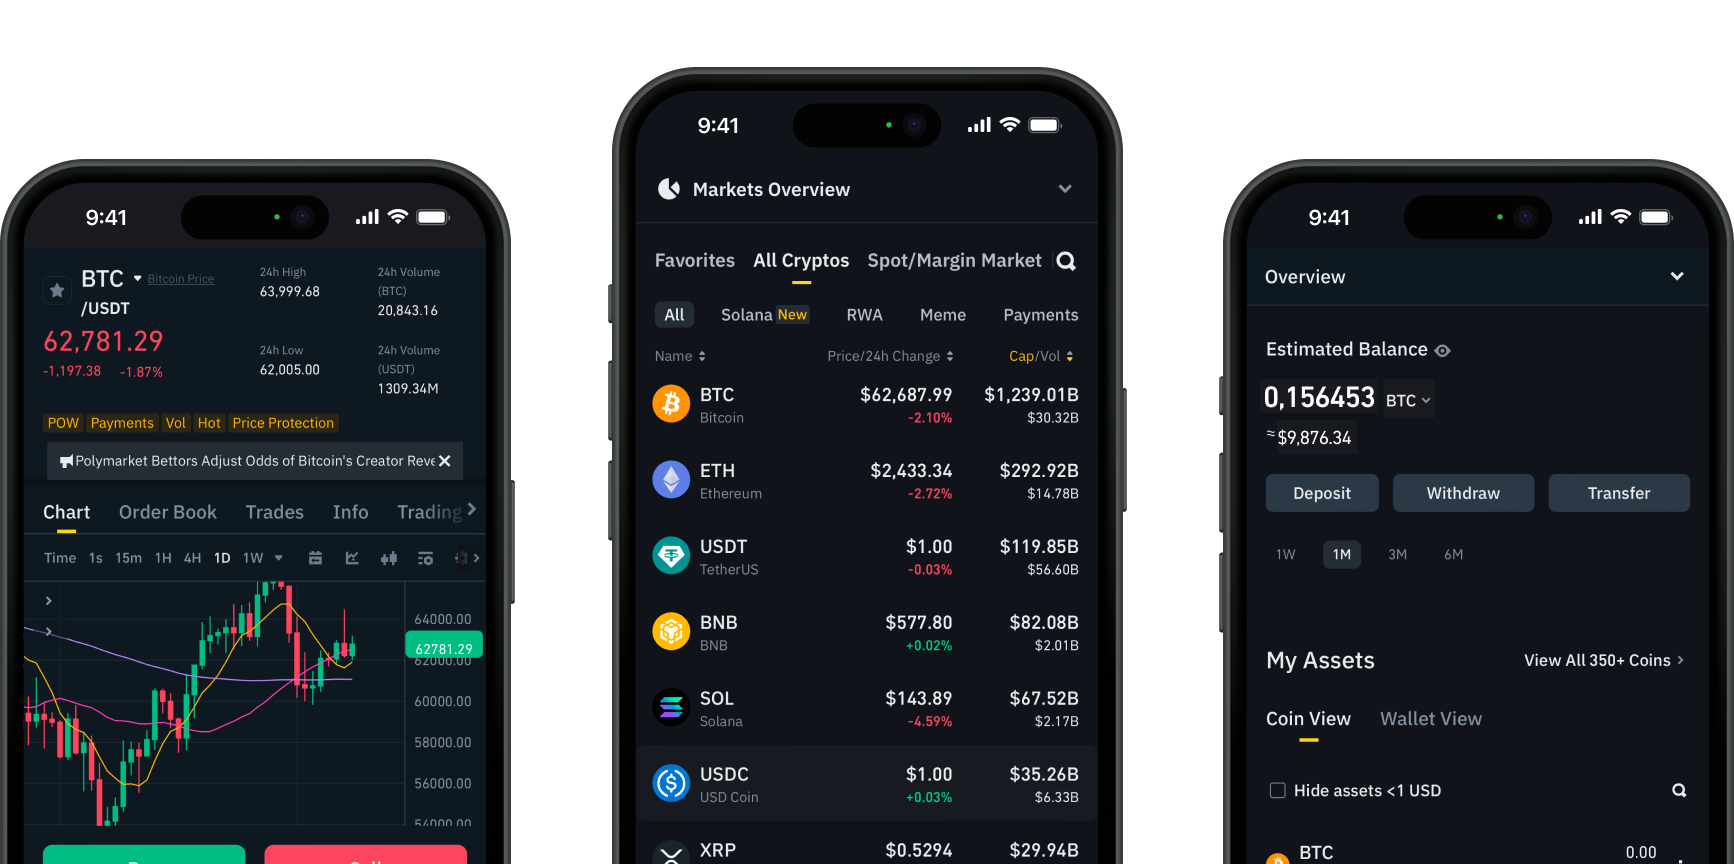 9:41
BTC
Bitcoin Price
/USDT
62,781.29
-1,197.38 -1.87%
24h High
63,999.68
24h Volume
(BTC)
20,843.16
24h Low
62,005.00
24h Volume
(USDT)
1309.34M
POW Payments Vol Hot Price Protection
Polymarket Bettors Adjust Odds of Bitcoin's Creator Reve
Chart Order Book Trades Info Trading
Time 1s 15m 1H 4H 1D 1W
64000.00
62781.29
62000.00
60000.00
58000.00
56000.00
54000.00
9:41
Markets Overview
Favorites All Cryptos Spot/Margin Market
All Solana New RWA Meme Payments
Name Price/24h Change Cap/Vol
BTC $62,687.99 $1,239.01B
Bitcoin -2.10% $30.32B
ETH $2,433.34 $292.92B
Ethereum -2.72% $14.78B
USDT $1.00 $119.85B
TetherUS -0.03% $56.60B
BNB $577.80 $82.08B
BNB +0.02% $2.01B
SOL $143.89 $67.52B
Solana -4.59% $2.17B
USDC $1.00 $35.26B
USD Coin +0.03% $6.33B
XRP $0.5294 $29.94B
9:41
Overview
Estimated Balance
0,156453 BTC
≈$9,876.34
Deposit Withdraw Transfer
1W 1M 3M 6M
My Assets View All 350+ Coins
Coin View Wallet View
Hide assets <1 USD
BTC 0.00